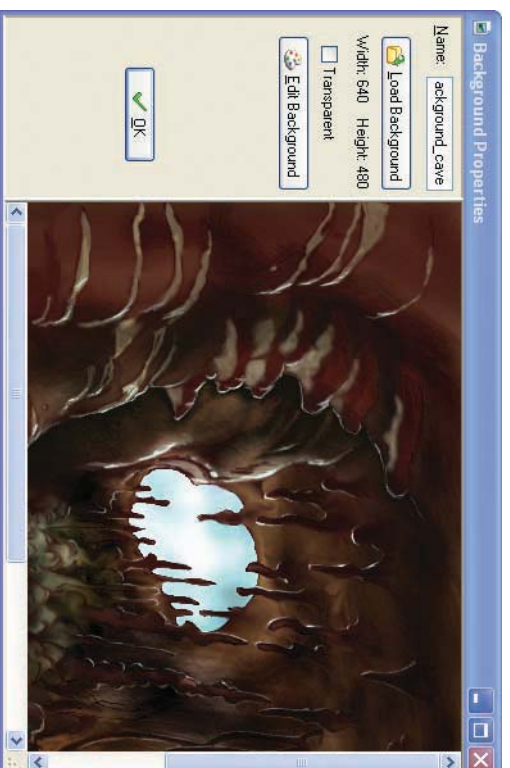 Background Properties
Name: ackground_cave
Load Background
Width: 640 Height: 480
Transparent
Edit Background
OK